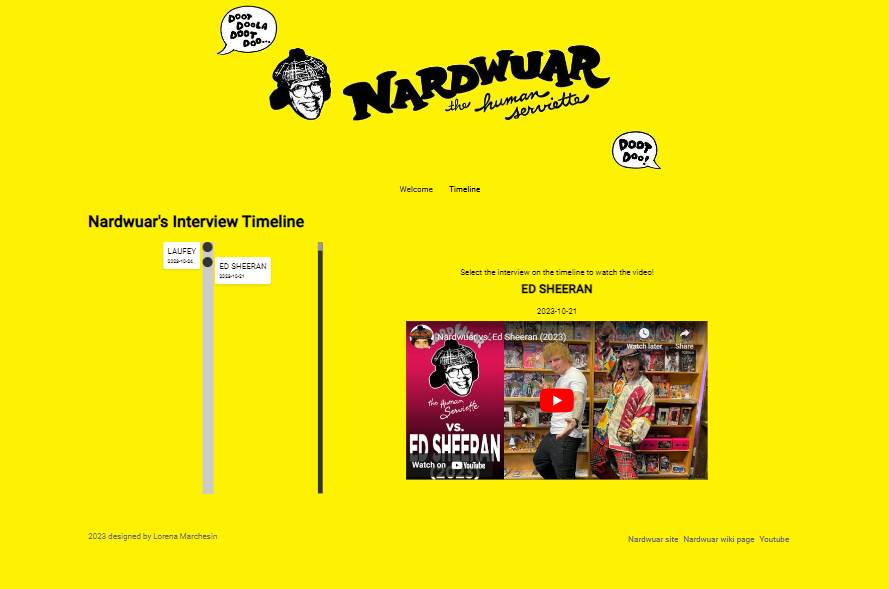 DOOT
DOOLA
DOOT
DOO...
NARDWUAR
the human
serviette
DOOT
DOO!
Welcome Timeline
Nardwuar's Interview Timeline
LAUFEY
ED SHEERAN
2023-10-21
Select the interview on the timeline to watch the video!
ED SHEERAN
2023-10-21
NARDWUAR
Nardwuar vs. Ed Sheeran (2023)
Watch later
Share
the Human
Serviette
VS.
ED SHEERAN
(2023)
Watch on YouTube
2023 designed by Lorena Marchesin
Nardwuar site Nardwuar wiki page Youtube